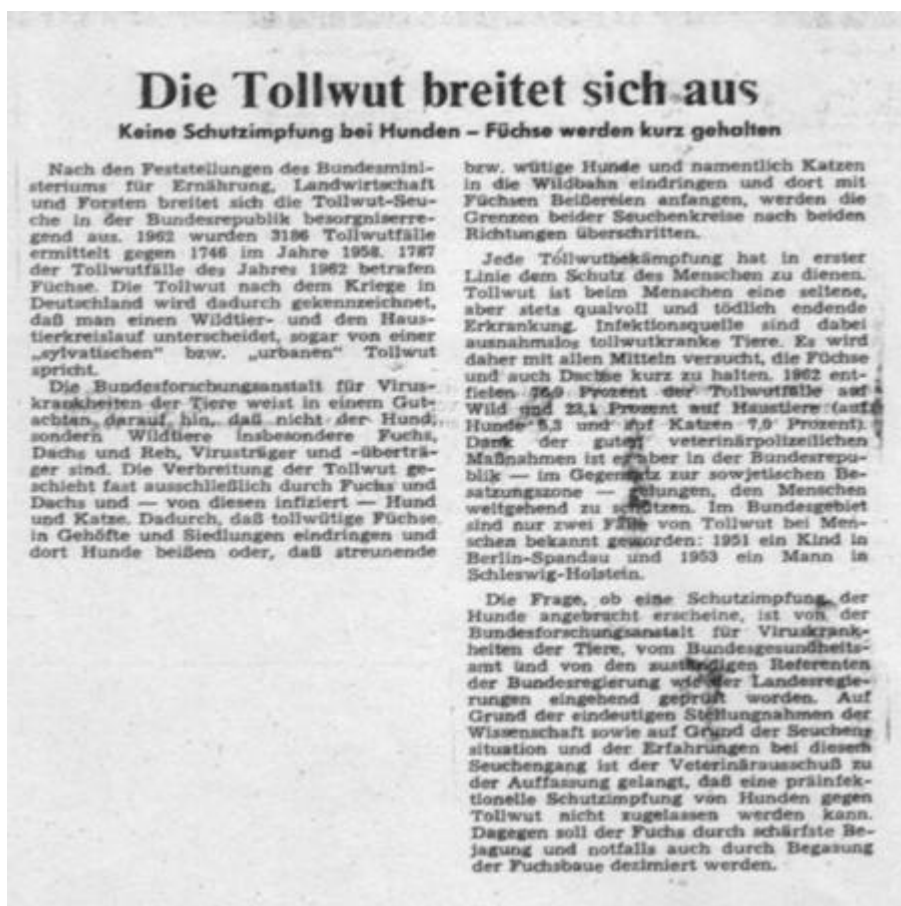 Die Tollwut breitet sich aus
Keine Schutzimpfung bei Hunden – Füchse werden kurz gehalten
Nach den Feststellungen des Bundesmini-
steriums für Ernährung, Landwirtschaft
und Forsten breitet sich die Tollwut-Seu-
che in der Bundesrepublik besorgniserre-
gend aus. 1962 wurden 3186 Tollwutfälle
ermittelt gegen 1746 im Jahre 1958. 1787
der Tollwutfälle des Jahres 1962 betrafen
Füchse. Die Tollwut nach dem Kriege in
Deutschland wird dadurch gekennzeichnet,
daß man einen Wildtier- und den Haus-
tierkreislauf unterscheidet, sogar von einer
„sylvatischen“ bzw. „urbanen“ Tollwut
spricht.
Die Bundesforschungsanstalt für Virus-
krankheiten der Tiere weist in einem Gut-
achten darauf hin, daß nicht der Hund,
sondern Wildtiere insbesondere Fuchs,
Dachs und Reh, Virusträger und -überträ-
ger sind. Die Verbreitung der Tollwut ge-
schieht fast ausschließlich durch Fuchs und
Dachs und — von diesen infiziert — Hund
und Katze. Dadurch, daß tollwütige Füchse
in Gehöfte und Siedlungen eindringen und
dort Hunde beißen oder, daß streunende
bzw. wütige Hunde und namentlich Katzen
in die Wildbahn eindringen und dort mit
Füchsen Beißereien anfangen, werden die
Grenzen beider Seuchenkreise nach beiden
Richtungen überschritten.
Jede Tollwutbekämpfung hat in erster
Linie dem Schutz des Menschen zu dienen.
Tollwut ist beim Menschen eine seltene,
aber stets qualvoll und tödlich endende
Erkrankung. Infektionsquelle sind dabei
ausnahmslos tollwutkranke Tiere. Es wird
daher mit allen Mitteln versucht, die Füchse
und auch Dachse kurz zu halten. 1962 ent-
fielen 76,9 Prozent der Tollwutfälle auf
Wild und 23,1 Prozent auf Haustiere (auf
Hunde 6,3 und auf Katzen 7,9 Prozent).
Dank der guten veterinärpolizeilichen
Maßnahmen ist es aber in der Bundesrepu-
blik — im Gegensatz zur sowjetischen Be-
satzungszone — gelungen, den Menschen
weitgehend zu schützen. Im Bundesgebiet
sind nur zwei Fälle von Tollwut bei Men-
schen bekannt geworden: 1951 ein Kind in
Berlin-Spandau und 1953 ein Mann in
Schleswig-Holstein.
Die Frage, ob eine Schutzimpfung der
Hunde angebracht erscheine, ist von der
Bundesforschungsanstalt für Viruskrank-
heiten der Tiere, vom Bundesgesundheits-
amt und von den zuständigen Referenten
der Bundesregierung wie der Landesregie-
rungen eingehend geprüft worden. Auf
Grund der eindeutigen Stellungnahmen der
Wissenschaft sowie auf Grund der Seuchen-
situation und der Erfahrungen bei diesem
Seuchengang ist der Veterinärausschuß zu
der Auffassung gelangt, daß eine präinfek-
tionelle Schutzimpfung von Hunden gegen
Tollwut nicht zugelassen werden kann.
Dagegen soll der Fuchs durch schärfste Be-
jagung und notfalls auch durch Begasung
der Fuchsbaue dezimiert werden.